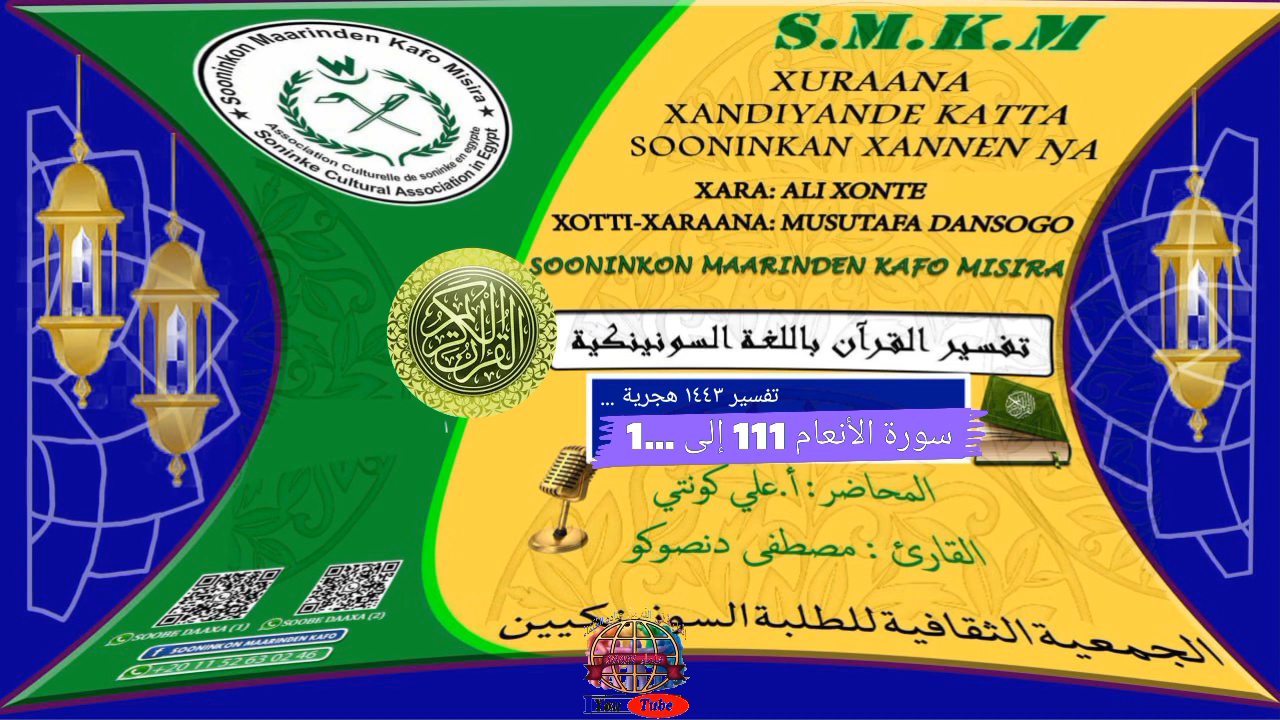 Sooninkon Maarinden Kafo Misira
Association Culturelle de soninke en egypte
Soninke Cultural Association in Egypt
S.M.K.M
XURAANA
XANDIYANDE KATTA
SOONINKAN XANNEN ŊA
XARA: ALI XONTE
XOTTI-XARAANA: MUSUTAFA DANSOGO
SOONINKON MAARINDEN KAFO MISIRA
القرآن الكريم
تفسير القرآن باللغة السونينكية
تفسير ١٤٤٣ هجرية ...
سورة الأنعام 111 إلى ...1
المحاضر : أ.علي كونتي
القارئ : مصطفى دنصوكو
الجمعية الثقافية للطلبة السوننكيين
SOOBE DAAXA (1)
SOOBE DAAXA (2)
f SOONINKON MAARINDEN KAFO
+20 11 52 63 02 46
Tube